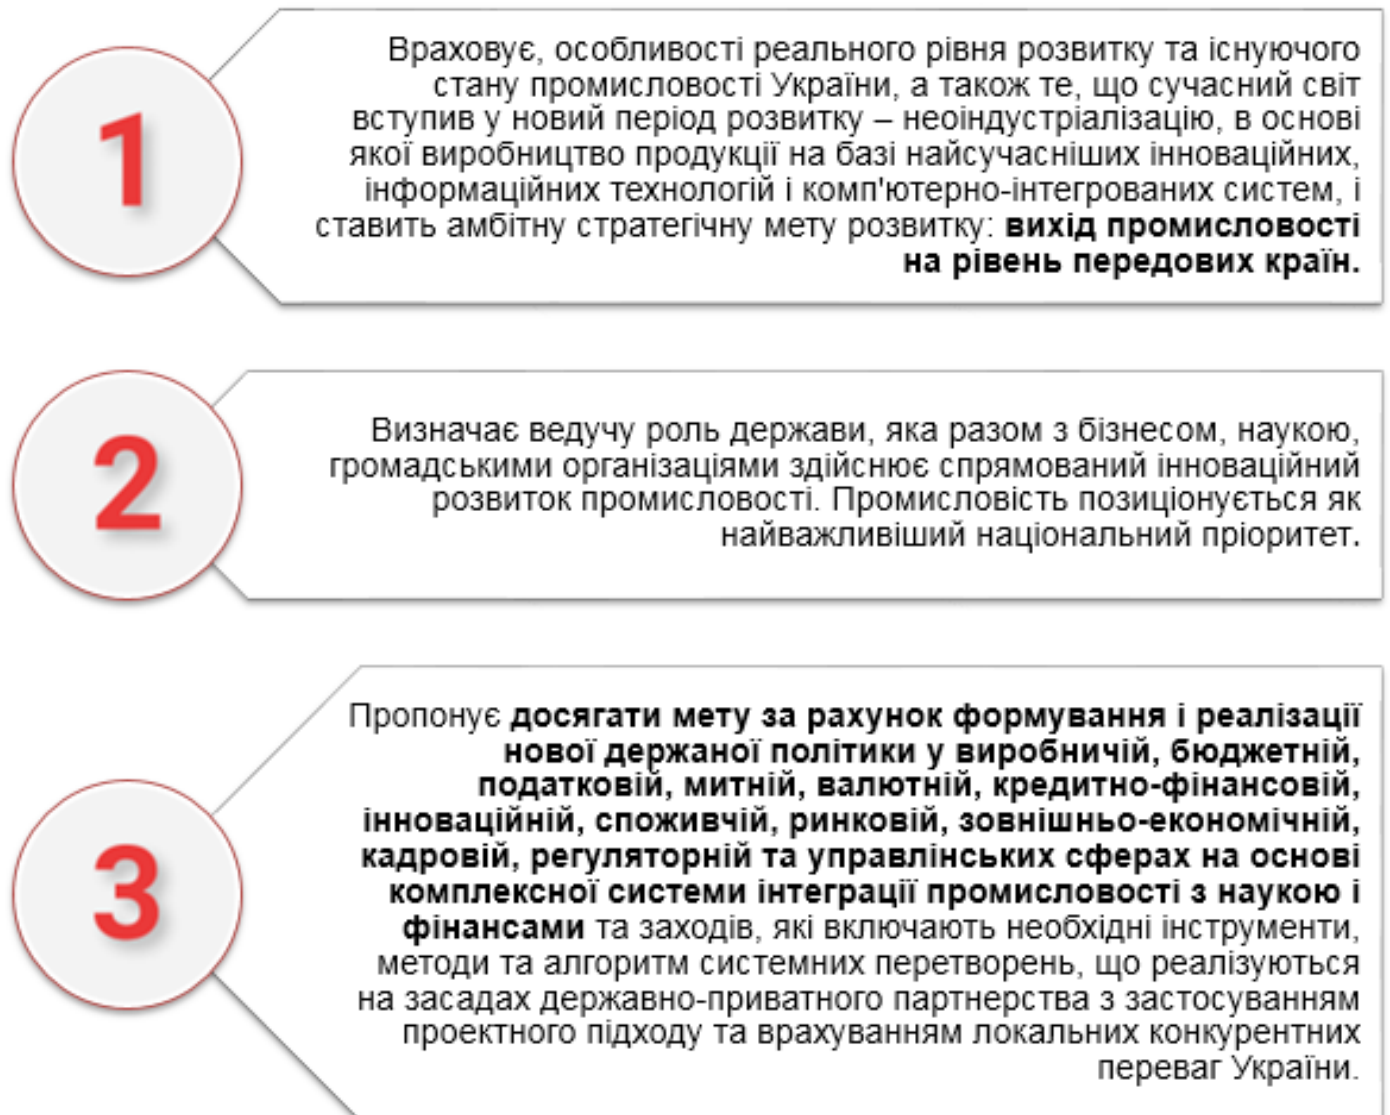 1
Враховує, особливості реального рівня розвитку та існуючого
стану промисловості України, а також те, що сучасний світ
вступив у новий період розвитку – неоіндустріалізацію, в основі
якої виробництво продукції на базі найсучасніших інноваційних,
інформаційних технологій і комп'ютерно-інтегрованих систем, і
ставить амбітну стратегічну мету розвитку: вихід промисловості
на рівень передових країн.
2
Визначає ведучу роль держави, яка разом з бізнесом, наукою,
громадськими організаціями здійснює спрямований інноваційний
розвиток промисловості. Промисловість позиціонується як
найважливіший національний пріоритет.
3
Пропонує досягати мету за рахунок формування і реалізації
нової держаної політики у виробничій, бюджетній,
податковій, митній, валютній, кредитно-фінансовій,
інноваційній, споживчій, ринковій, зовнішньо-економічній,
кадровій, регуляторній та управлінських сферах на основі
комплексної системи інтеграції промисловості з наукою і
фінансами та заходів, які включають необхідні інструменти,
методи та алгоритм системних перетворень, що реалізуються
на засадах державно-приватного партнерства з застосуванням
проектного підходу та врахуванням локальних конкурентних
переваг України.